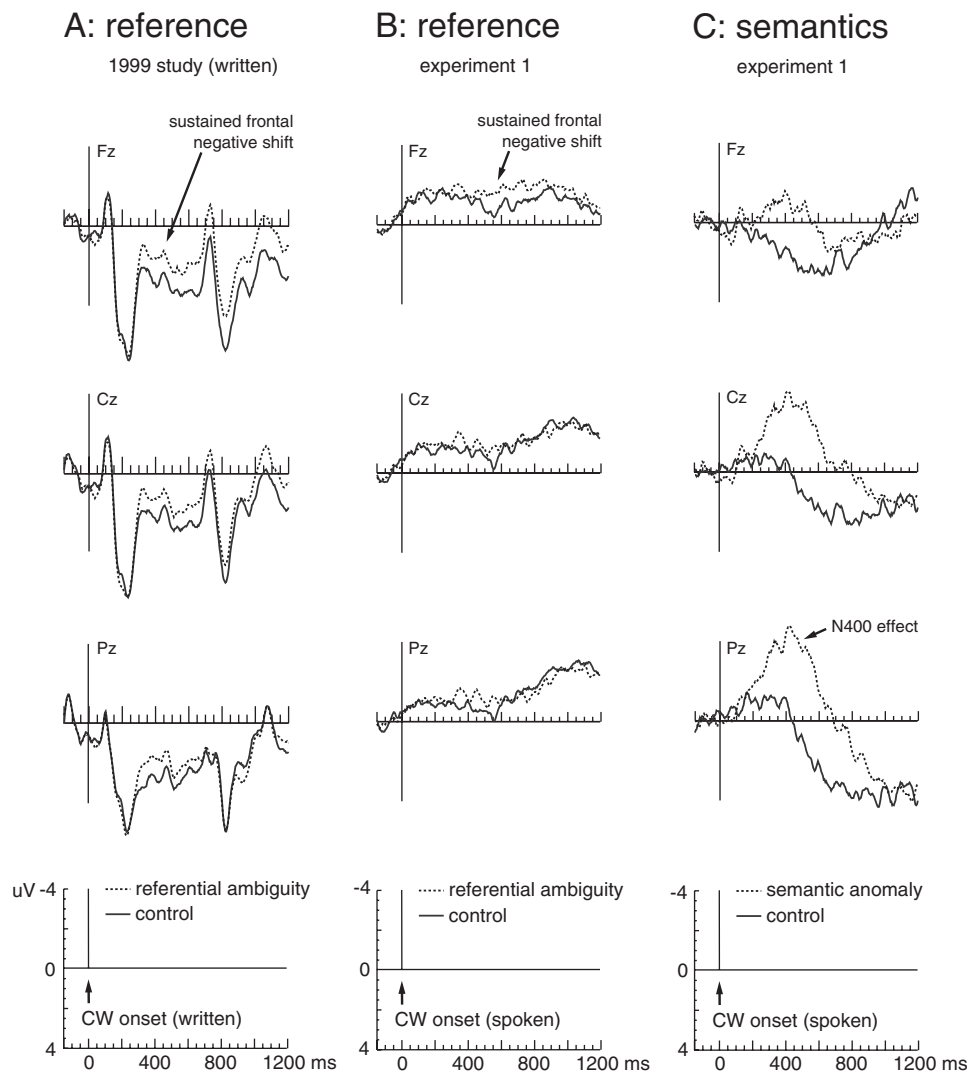 A: reference
1999 study (written)
B: reference
experiment 1
C: semantics
experiment 1
sustained frontal
negative shift
Fz
sustained frontal
negative shift
Fz
Fz
Cz
Cz
Cz
Pz
Pz
N400 effect
Pz
uV -4
0
4
referential ambiguity
control
CW onset (written)
0 400 800 1200 ms
-4
0
4
referential ambiguity
control
CW onset (spoken)
0 400 800 1200 ms
-4
0
4
semantic anomaly
control
CW onset (spoken)
0 400 800 1200 ms